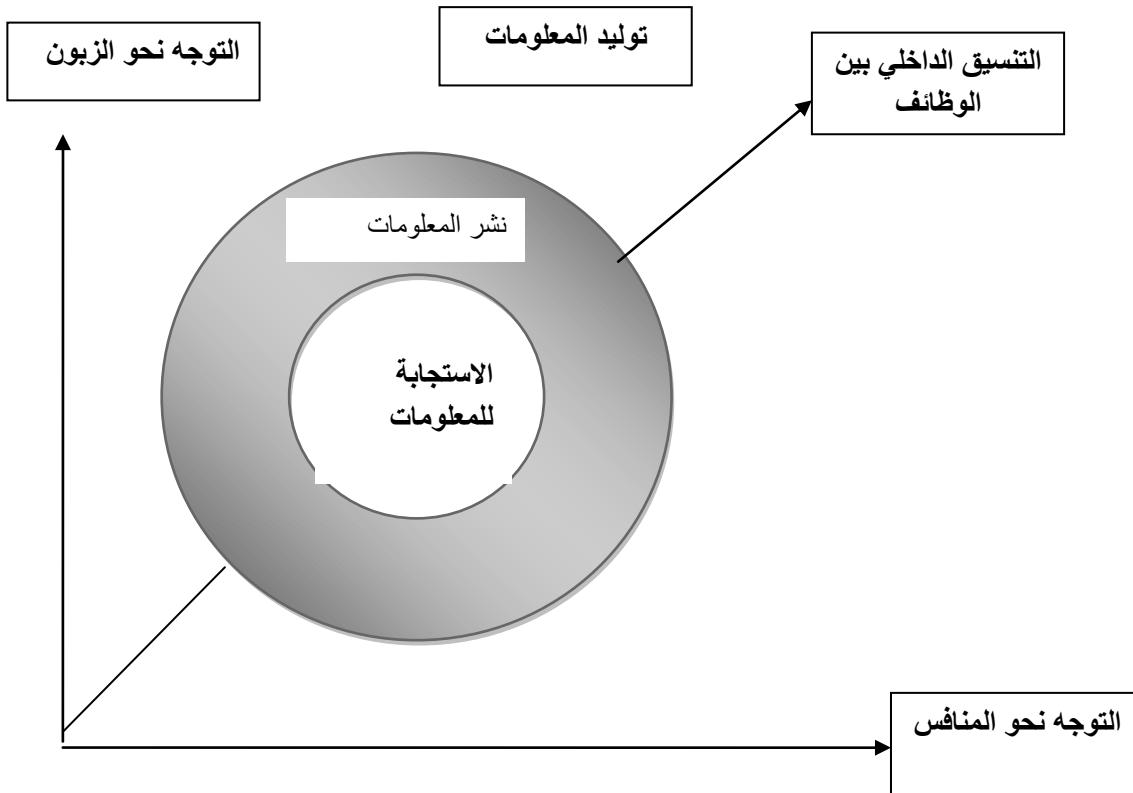 توليد المعلومات
التوجه نحو الزبون
التنسيق الداخلي بين
الوظائف
نشر المعلومات
الاستجابة
للمعلومات
التوجه نحو المنافس